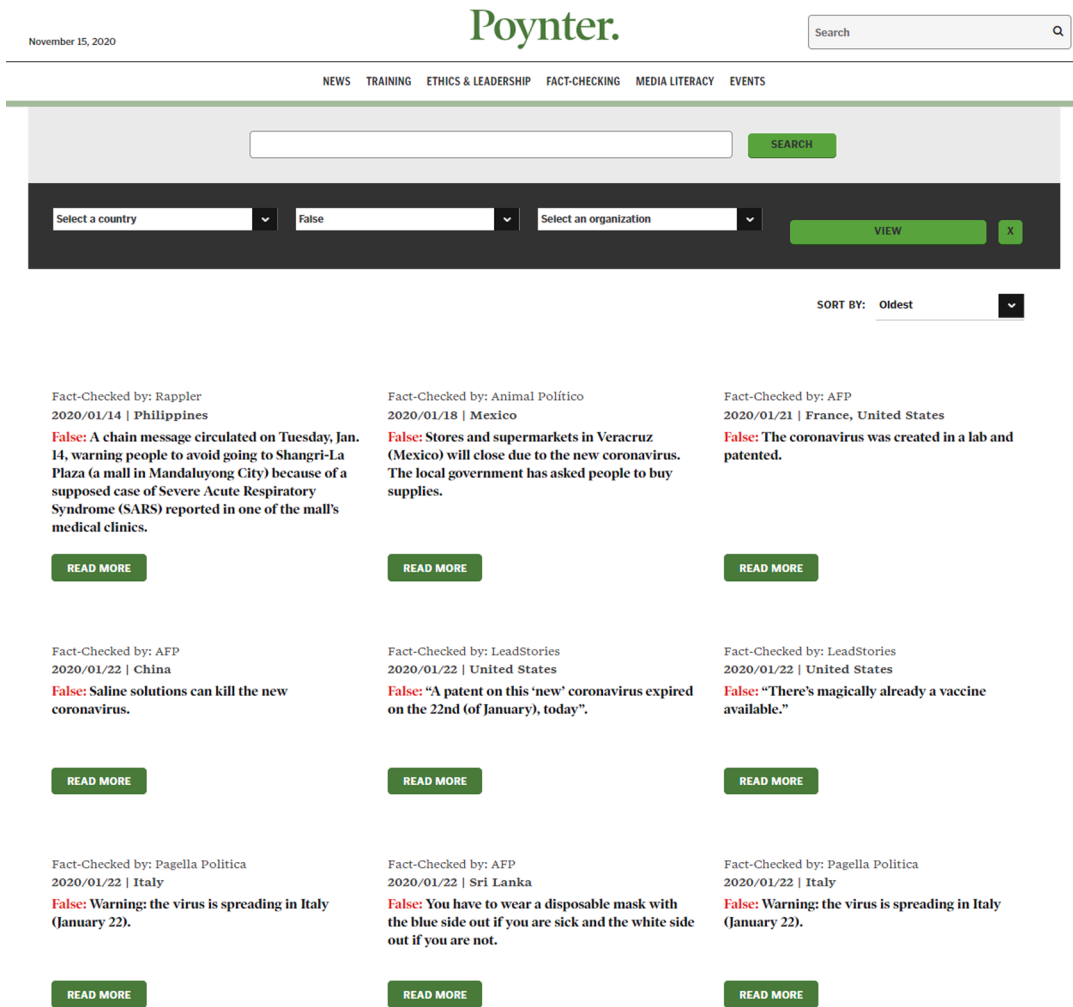 November 15, 2020
Poynter.
Search
NEWS TRAINING ETHICS & LEADERSHIP FACT-CHECKING MEDIA LITERACY EVENTS
SEARCH
Select a country
False
Select an organization
VIEW
X
SORT BY: Oldest
Fact-Checked by: Rappler
2020/01/14 | Philippines
False: A chain message circulated on Tuesday, Jan.
14, warning people to avoid going to Shangri-La
Plaza (a mall in Mandaluyong City) because of a
supposed case of Severe Acute Respiratory
Syndrome (SARS) reported in one of the mall’s
medical clinics.
READ MORE
Fact-Checked by: Animal Político
2020/01/18 | Mexico
False: Stores and supermarkets in Veracruz
(Mexico) will close due to the new coronavirus.
The local government has asked people to buy
supplies.
READ MORE
Fact-Checked by: AFP
2020/01/21 | France, United States
False: The coronavirus was created in a lab and
patented.
READ MORE
Fact-Checked by: AFP
2020/01/22 | China
False: Saline solutions can kill the new
coronavirus.
READ MORE
Fact-Checked by: LeadStories
2020/01/22 | United States
False: “A patent on this ‘new’ coronavirus expired
on the 22nd (of January), today”.
READ MORE
Fact-Checked by: LeadStories
2020/01/22 | United States
False: “There’s magically already a vaccine
available.”
READ MORE
Fact-Checked by: Pagella Politica
2020/01/22 | Italy
False: Warning: the virus is spreading in Italy
(January 22).
READ MORE
Fact-Checked by: AFP
2020/01/22 | Sri Lanka
False: You have to wear a disposable mask with
the blue side out if you are sick and the white side
out if you are not.
READ MORE
Fact-Checked by: Pagella Politica
2020/01/22 | Italy
False: Warning: the virus is spreading in Italy
(January 22).
READ MORE